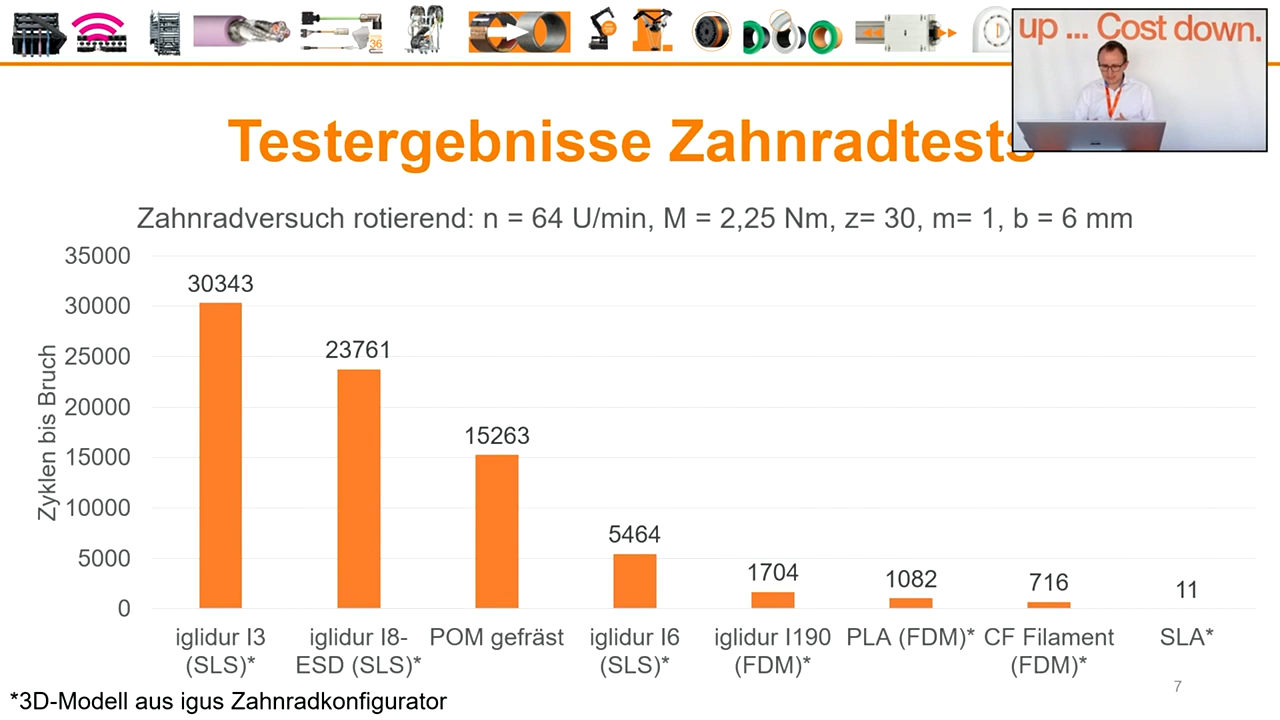 up ... Cost down.
Testergebnisse Zahnradtests
Zahnradversuch rotierend: n = 64 U/min, M = 2,25 Nm, z= 30, m= 1, b = 6 mm
Zyklen bis Bruch
35000
30000
25000
20000
15000
10000
5000
0
30343
23761
15263
5464
1704
1082
716
11
iglidur I3
(SLS)*
iglidur I8-
ESD (SLS)*
POM gefräst
iglidur I6
(SLS)*
iglidur I190
(FDM)*
PLA (FDM)*
CF Filament
(FDM)*
SLA*
*3D-Modell aus igus Zahnradkonfigurator
7